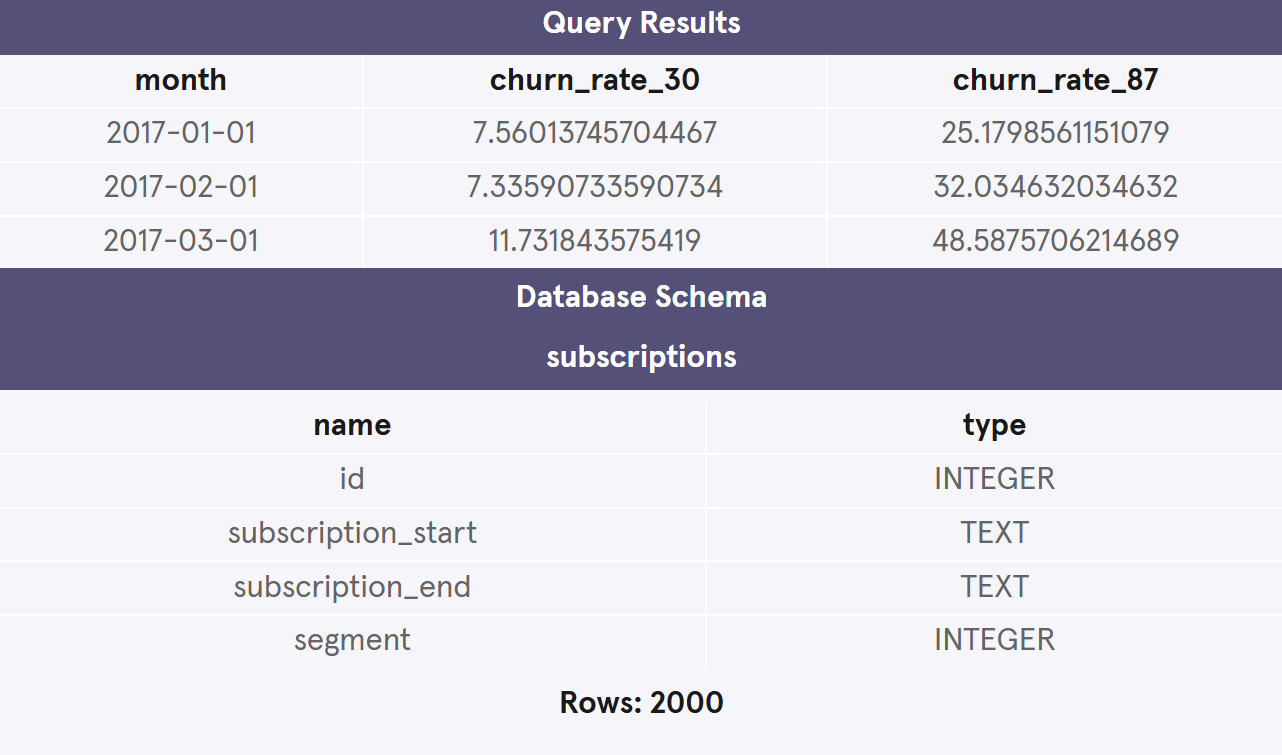 Query Results
month churn_rate_30 churn_rate_87
2017-01-01 7.56013745704467 25.1798561151079
2017-02-01 7.33590733590734 32.034632034632
2017-03-01 11.731843575419 48.5875706214689
Database Schema
subscriptions
name type
id INTEGER
subscription_start TEXT
subscription_end TEXT
segment INTEGER
Rows: 2000